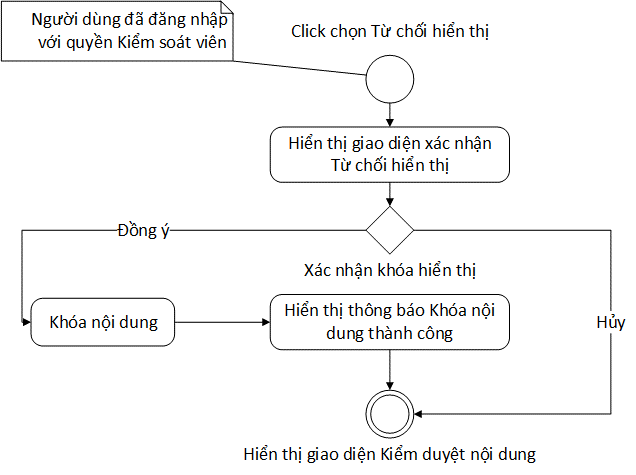 Người dùng đã đăng nhập
với quyền Kiểm soát viên
Click chọn Từ chối hiển thị
Hiển thị giao diện xác nhận
Từ chối hiển thị
Đồng ý
Xác nhận khóa hiển thị
Khóa nội dung
Hiển thị thông báo Khóa nội
dung thành công
Hủy
Hiển thị giao diện Kiểm duyệt nội dung